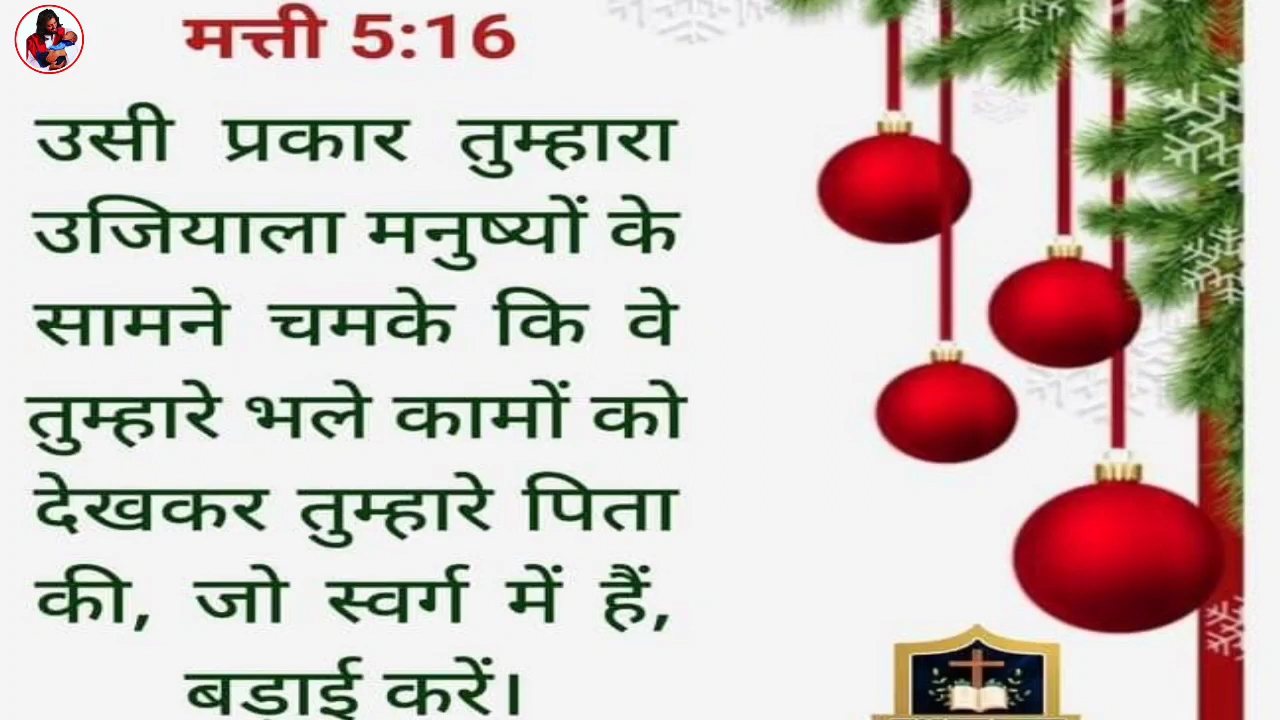 मत्ती 5:16
उसी प्रकार तुम्हारा
उजियाला मनुष्यों के
सामने चमके कि वे
तुम्हारे भले कामों को
देखकर तुम्हारे पिता
की, जो स्वर्ग में हैं,
बड़ाई करें।